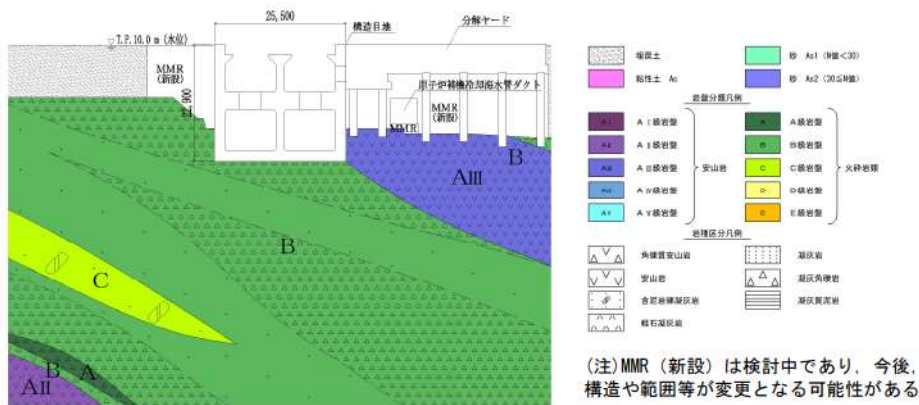 25,500
構造目地
分解ヤード
T.P.10.0 m（水位）
MMR
（新設）
原子炉補機冷却海水管ダクト
MMR
（新設）
MMR
21,900
B
AIII
B
C
B
A
AII
埋戻土
砂 As1 (N値<30)
粘性土 Ac
砂 As2 (30≦N値)
岩盤分類凡例
AI
AⅠ級岩盤
A
A級岩盤
AII
AⅡ級岩盤
B
B級岩盤
AIII
AⅢ級岩盤
安山岩
C
C級岩盤
火砕岩類
AIV
AⅣ級岩盤
D
D級岩盤
AV
AⅤ級岩盤
E
E級岩盤
岩種区分凡例
角礫質安山岩
凝灰岩
安山岩
凝灰角礫岩
含泥岩礫凝灰岩
凝灰質泥岩
軽石凝灰岩
(注)MMR（新設）は検討中であり，今後，
構造や範囲等が変更となる可能性がある